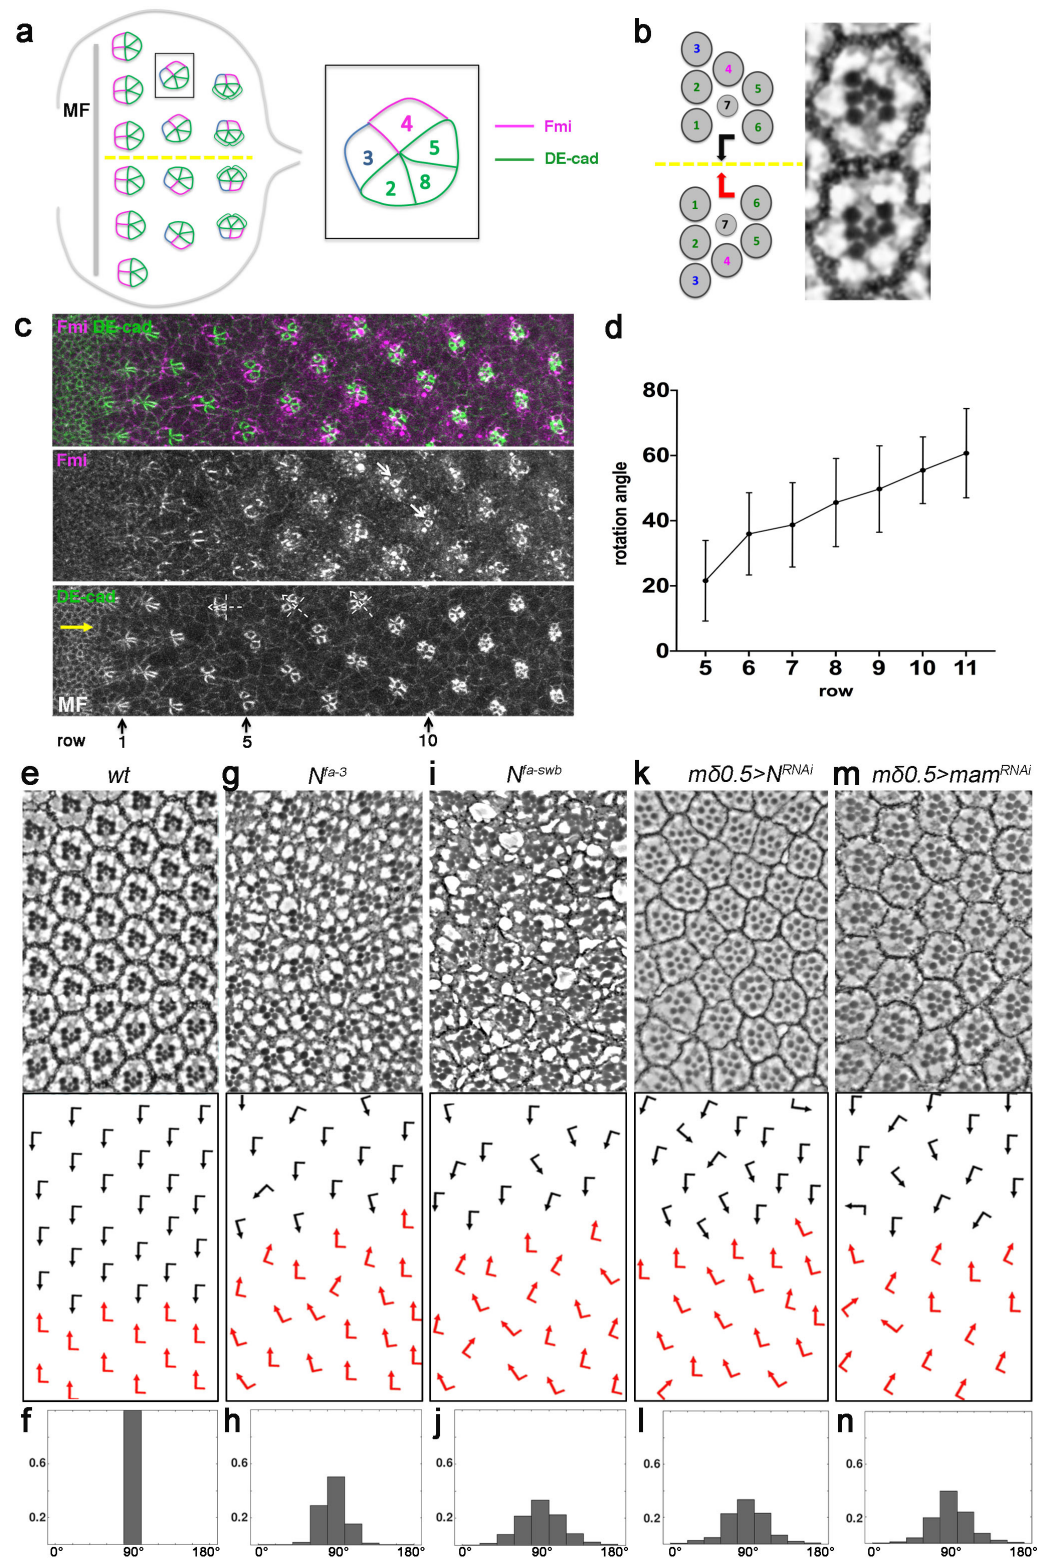 a
MF
4
3
5
2
8
Fmi
DE-cad
b
3
4
2
5
7
1
6
1
6
7
2
5
4
3
c
Fmi DE-cad
Fmi
DE-cad
MF
row
1
5
10
d
80
60
40
20
0
rotation angle
5 6 7 8 9 10 11
row
e wt
g Nfa-3
i Nfa-swb
k mδ0.5>NRNAi
m mδ0.5>mamRNAi
f
0.6
0.2
0° 90° 180°
h
0.6
0.2
0° 90° 180°
j
0.6
0.2
0° 90° 180°
l
0.6
0.2
0° 90° 180°
n
0.6
0.2
0° 90° 180°